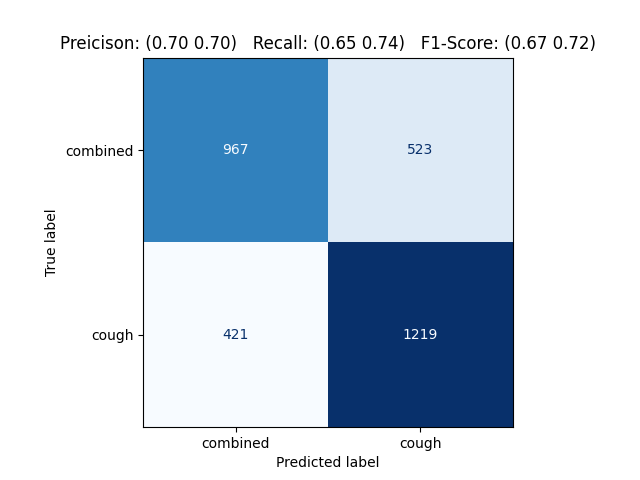 Preicison: (0.70 0.70)   Recall: (0.65 0.74)   F1-Score: (0.67 0.72)
combined
967
523
True label
cough
421
1219
combined
cough
Predicted label